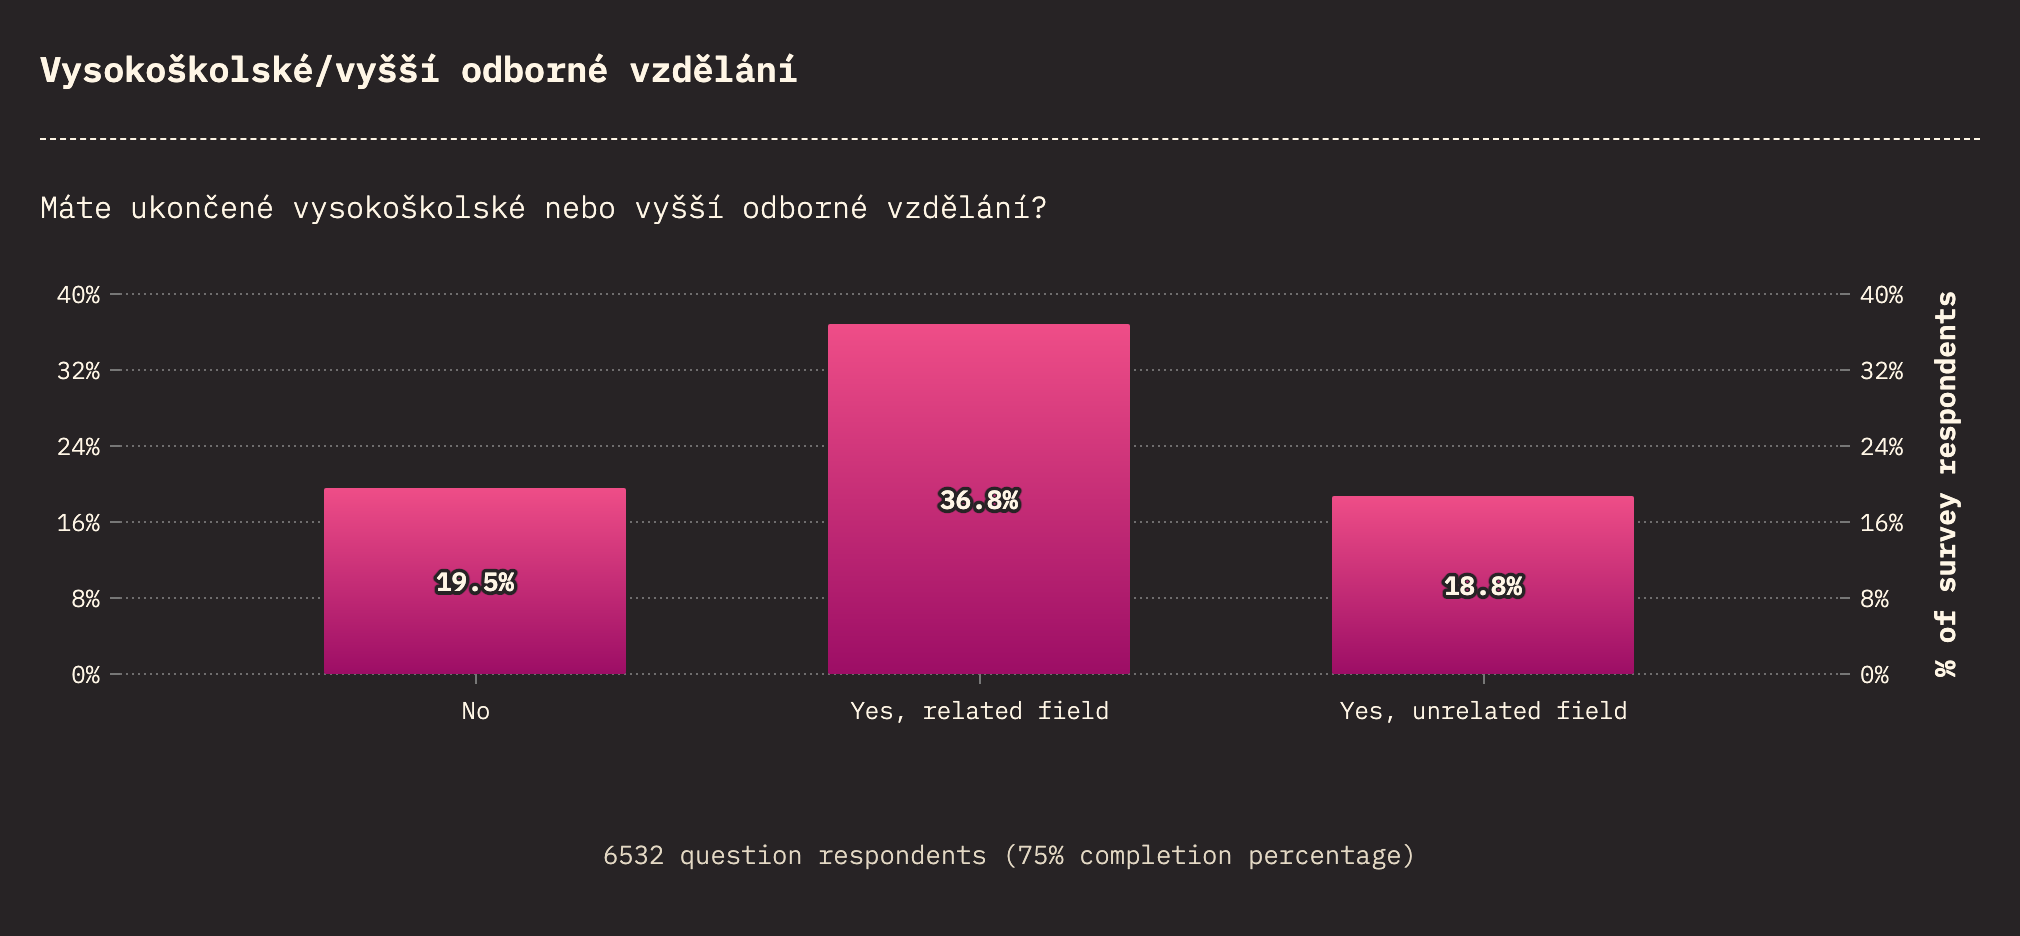 Vysokoškolské/vyšší odborné vzdělání
Máte ukončené vysokoškolské nebo vyšší odborné vzdělání?
40% 40%
32% 32%
24% 24%
16% 16%
8% 8%
0% 0%
% of survey respondents
19.5% 36.8% 18.8%
No Yes, related field Yes, unrelated field
6532 question respondents (75% completion percentage)